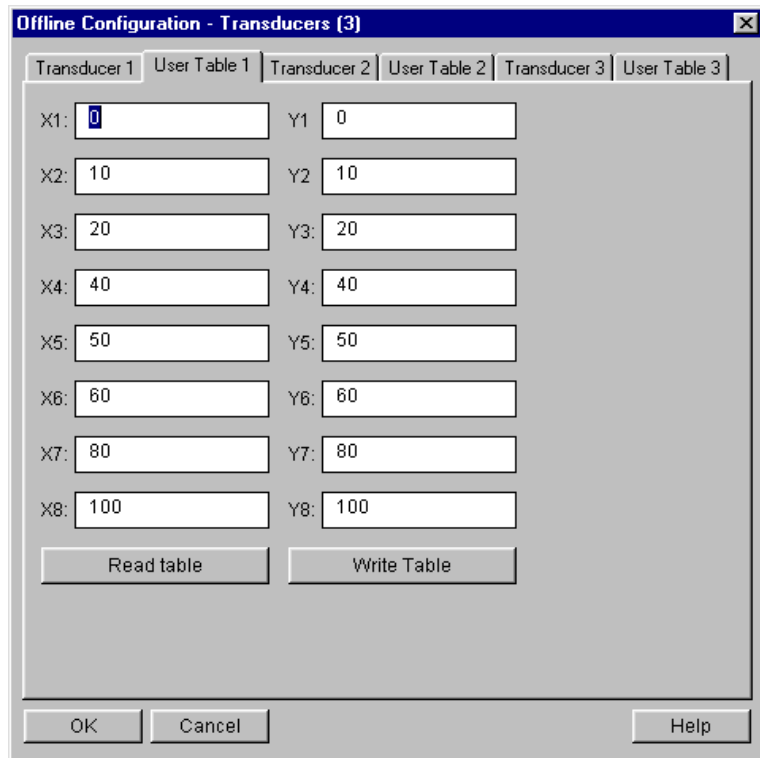 Offline Configuration - Transducers (3)
Transducer 1 User Table 1 Transducer 2 User Table 2 Transducer 3 User Table 3
X1: 0 Y1 0
X2: 10 Y2 10
X3: 20 Y3: 20
X4: 40 Y4: 40
X5: 50 Y5: 50
X6: 60 Y6: 60
X7: 80 Y7: 80
X8: 100 Y8: 100
Read table Write Table
OK Cancel Help